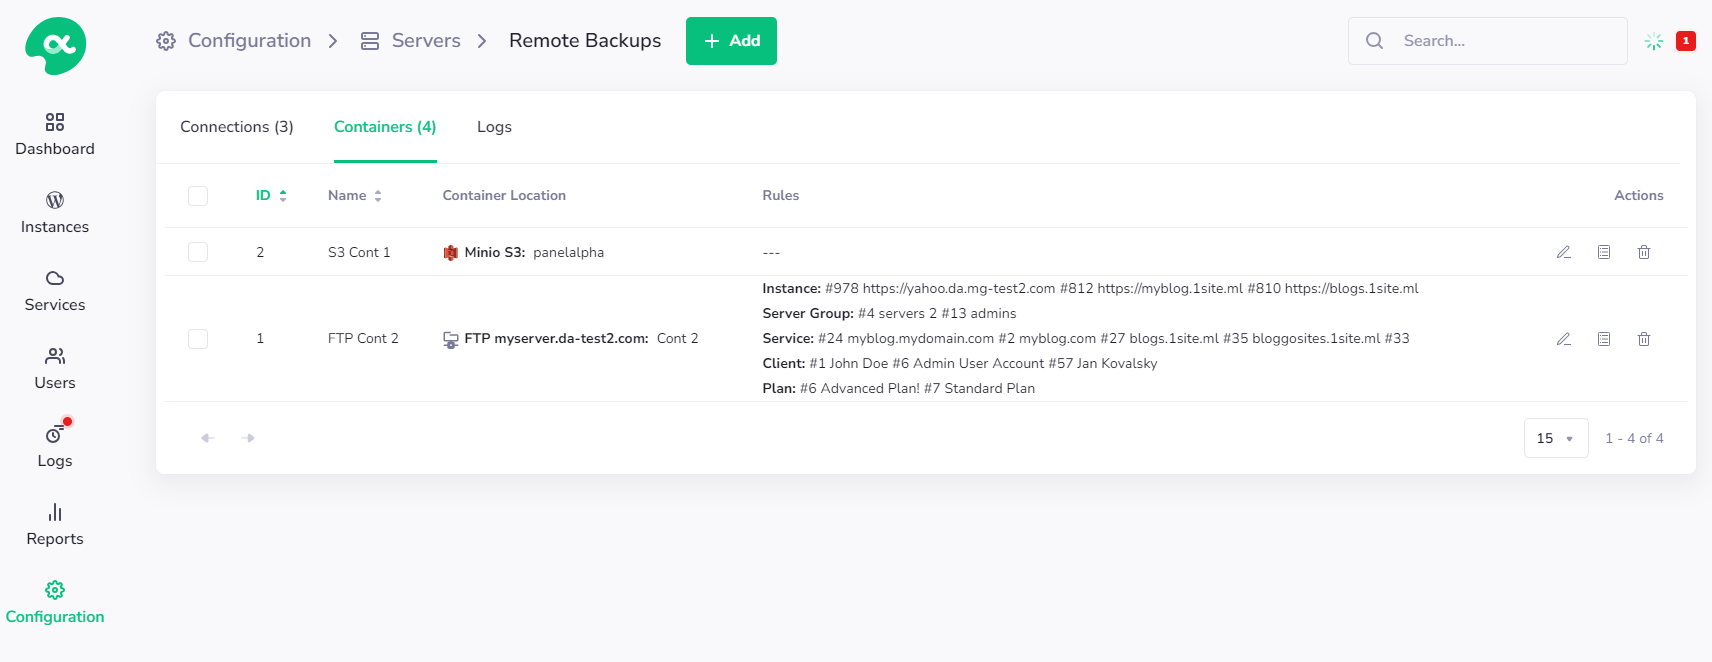 Configuration
Servers
Remote Backups
Add
Search...
1
Dashboard
Instances
Services
Users
Logs
Reports
Configuration
Connections (3)
Containers (4)
Logs
ID
Name
Container Location
Rules
Actions
2
S3 Cont 1
Minio S3: panelalpha
---
1
FTP Cont 2
FTP myserver.da-test2.com: Cont 2
Instance: #978 https://yahoo.da.mg-test2.com #812 https://myblog.1site.ml #810 https://blogs.1site.ml
Server Group: #4 servers 2 #13 admins
Service: #24 myblog.mydomain.com #2 myblog.com #27 blogs.1site.ml #35 bloggosites.1site.ml #33
Client: #1 John Doe #6 Admin User Account #57 Jan Kovalsky
Plan: #6 Advanced Plan! #7 Standard Plan
15
1 - 4 of 4